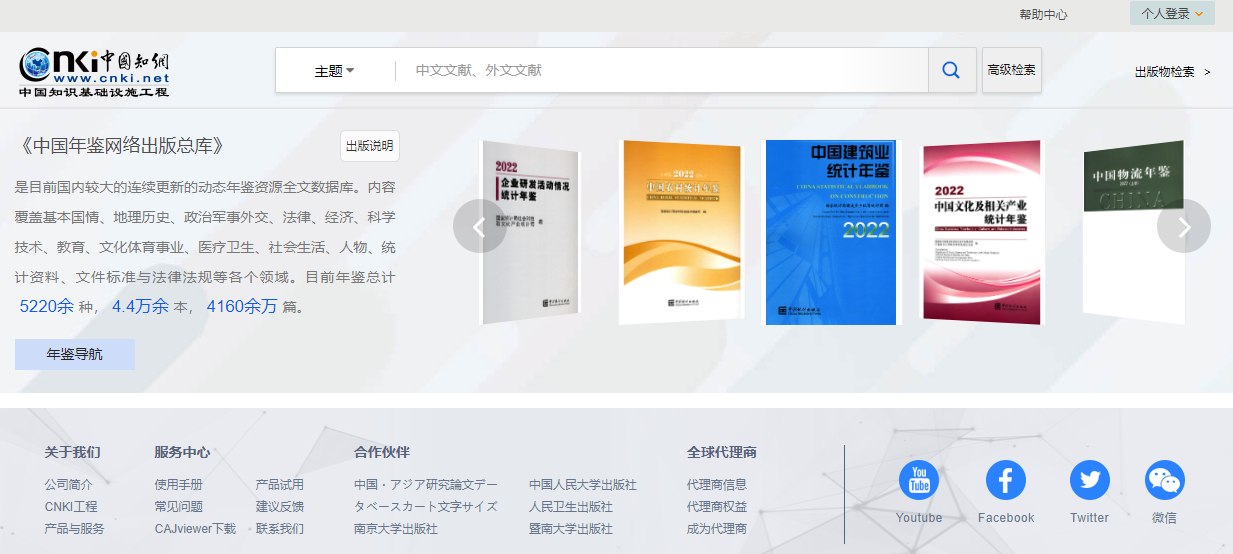 帮助中心
个人登录
Cnki中国知網
www.cnki.net
中国知识基础设施工程
主题
中文文献、外文文献
高级检索
出版物检索 >
《中国年鉴网络出版总库》
出版说明
是目前国内较大的连续更新的动态年鉴资源全文数据库。内容
覆盖基本国情、地理历史、政治军事外交、法律、经济、科学
技术、教育、文化体育事业、医疗卫生、社会生活、人物、统
计资料、文件标准与法律法规等各个领域。目前年鉴总计
5220余 种， 4.4万余 本， 4160余万 篇。
年鉴导航
2022
企业研发活动情况
统计年鉴
2022
中国农村统计年鉴
中国建筑业
统计年鉴
CHINA STATISTICAL YEARBOOK
ON CONSTRUCTION
2022
2022
中国文化及相关产业
统计年鉴
中国物流年鉴
CHINA
关于我们
公司简介
CNKI工程
产品与服务
服务中心
使用手册
产品试用
常见问题
建议反馈
CAJviewer下载
联系我们
合作伙伴
中国・アジア研究論文デー
中国人民大学出版社
タベースカート文字サイズ
人民卫生出版社
南京大学出版社
暨南大学出版社
全球代理商
代理商信息
代理商权益
成为代理商
You
Tube
Youtube
Facebook
Twitter
微信